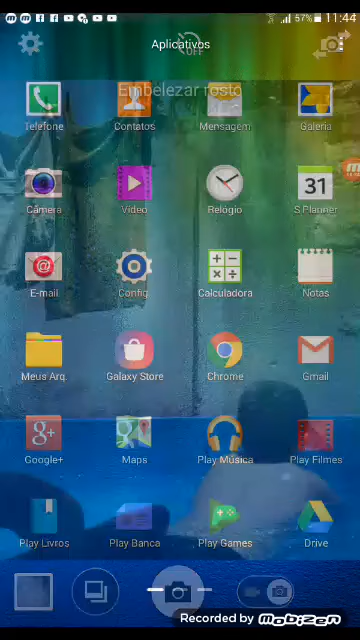 57% 11:44
Aplicativos
OFF
Embelezar rosto
Telefone Contatos Mensagem Galeria
31
Câmera Vídeo Relógio S Planner
E-mail Config Calculadora Notas
Meus Arq. Galaxy Store Chrome Gmail
g+
Google+ Maps Play Música Play Filmes
Play Livros Play Banca Play Games Drive
Recorded by mobizen